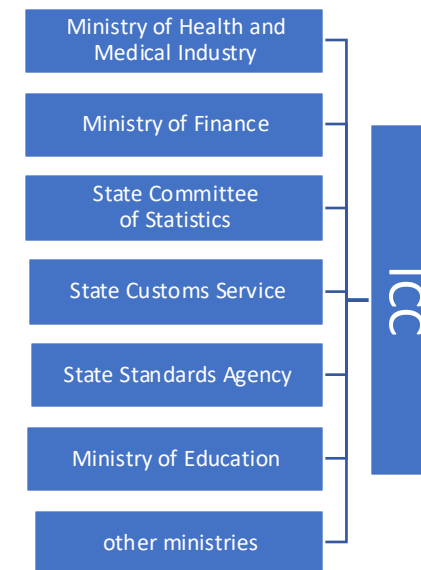 Ministry of Health and
Medical Industry
Ministry of Finance
State Committee
of Statistics
State Customs Service
State Standards Agency
Ministry of Education
other ministries
ICC